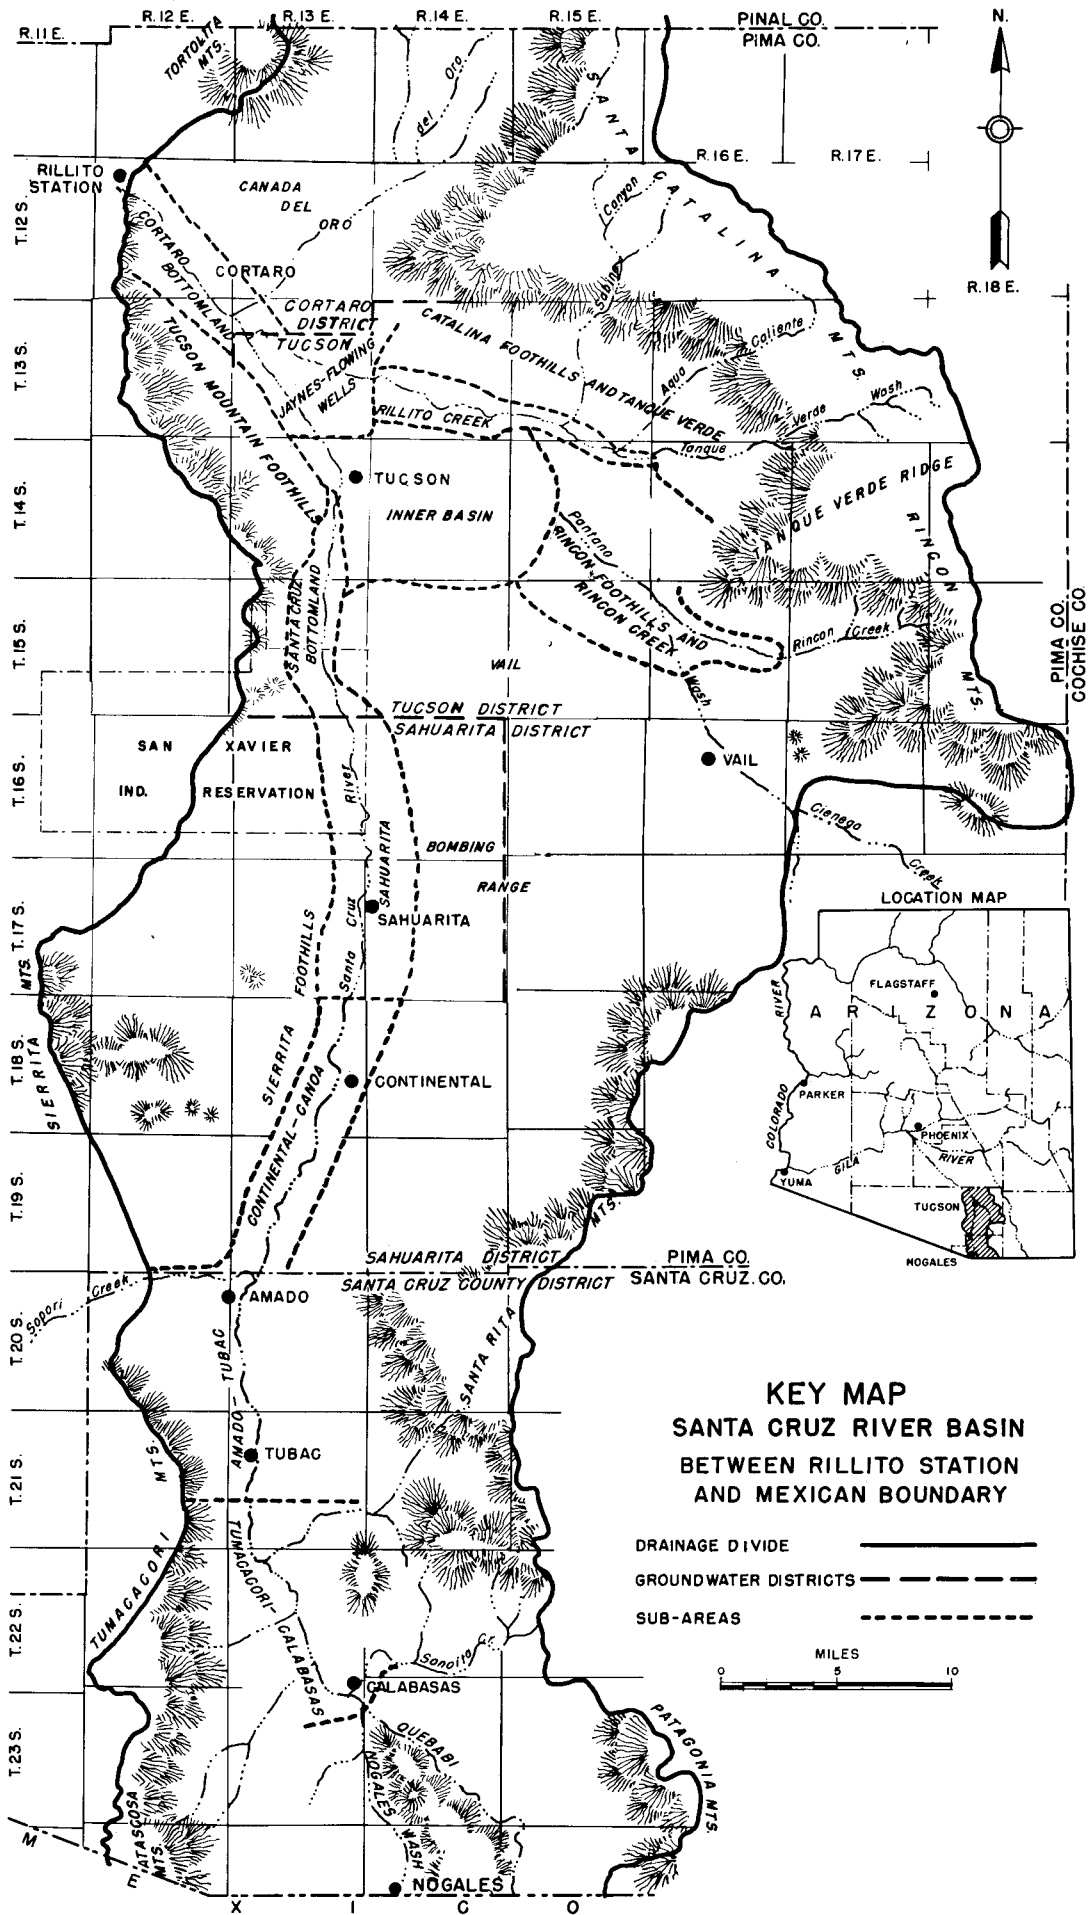 R.11 E.
R.12 E.
R.13 E.
R.14 E.
R.15 E.
PINAL CO.
PIMA CO.
N.
TORTOLITA
MTS.
del
Oro
SANTA CATALINA MTS.
R.16 E.
R.17 E.
R.18 E.
RILLITO
STATION
CANADA
DEL
ORO
CORTARO
BOTTOMLAND
CORTARO
Sabino Canyon
T.12 S.
CORTARO
DISTRICT
TUCSON
TUCSON MOUNTAIN FOOTHILLS
JAYNES-FLOWING
WELLS
CATALINA FOOTHILLS AND TANQUE VERDE
Agua Caliente
RILLITO CREEK
Tanque Verde Wash
T.13 S.
TUCSON
INNER BASIN
TANQUE VERDE RIDGE
RINCON MTS.
Pantano Wash
RINCON FOOTHILLS AND
RINCON CREEK
T.14 S.
SANTA CRUZ
BOTTOMLAND
Rincon Creek
VAIL
PIMA CO.
COCHISE CO.
T.15 S.
TUCSON DISTRICT
SAHUARITA DISTRICT
SAN XAVIER
IND. RESERVATION
VAIL
T.16 S.
Santa Cruz River
SAHUARITA
BOMBING
RANGE
Cienego Creek
SAHUARITA
T.17 S.
SIERRITA MTS.
SIERRITA FOOTHILLS
CONTINENTAL-CANOA
CONTINENTAL
T.18 S.
T.19 S.
LOCATION MAP
FLAGSTAFF
ARIZONA
COLORADO RIVER
PARKER
PHOENIX
GILA RIVER
YUMA
TUCSON
NOGALES
SAHUARITA DISTRICT
SANTA CRUZ COUNTY DISTRICT
PIMA CO.
SANTA CRUZ. CO.
Sopori Creek
AMADO
T.20 S.
AMADO-TUBAC
SANTA RITA MTS.
TUBAC
T.21 S.
TUMACACORI MTS.
TUMACACORI-CALABASAS
Sonoita Cr.
T.22 S.
CALABASAS
QUEBABI
NOGALES WASH
PATAGONIA MTS.
T.23 S.
ATASCOSA
MTS.
NOGALES
M E X I C O
KEY MAP
SANTA CRUZ RIVER BASIN
BETWEEN RILLITO STATION
AND MEXICAN BOUNDARY
DRAINAGE DIVIDE
GROUNDWATER DISTRICTS
SUB-AREAS
MILES
0 5 10